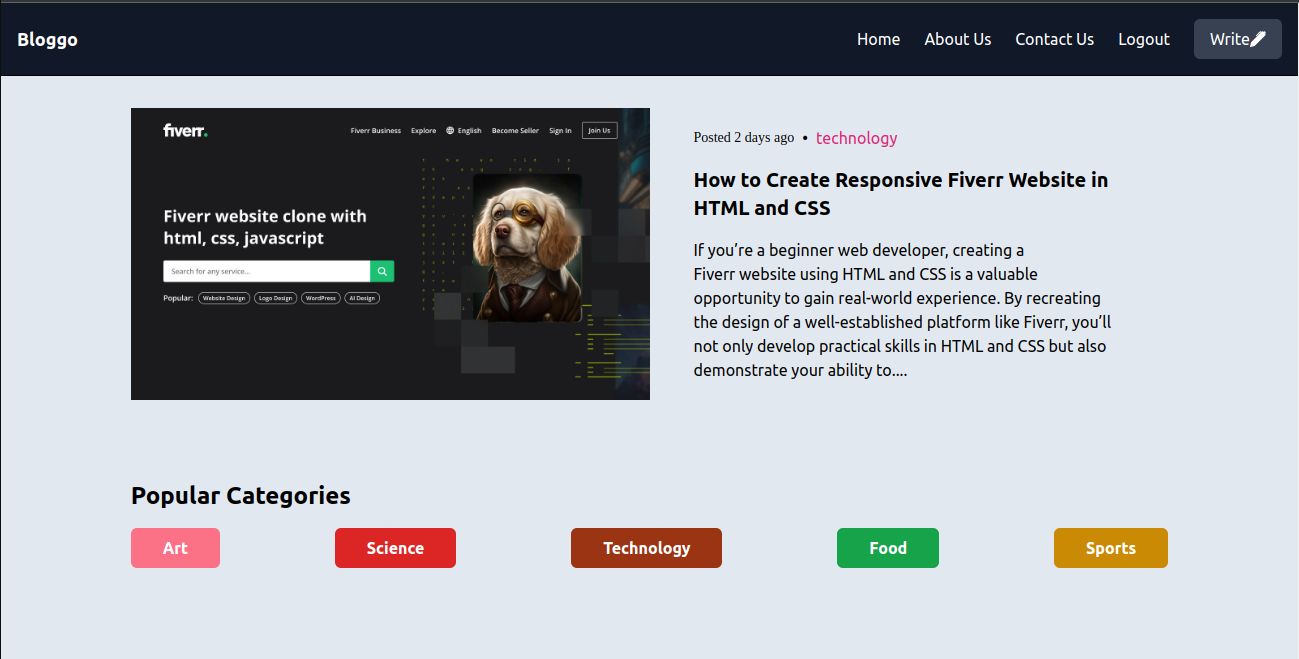 Bloggo
Home About Us Contact Us Logout Write
fiverr.
Fiverr Business Explore English Become Seller Sign In Join Us
Fiverr website clone with
html, css, javascript
Search for any service...
Popular: Website Design Logo Design WordPress AI Design
Posted 2 days ago • technology
How to Create Responsive Fiverr Website in
HTML and CSS
If you’re a beginner web developer, creating a
Fiverr website using HTML and CSS is a valuable
opportunity to gain real-world experience. By recreating
the design of a well-established platform like Fiverr, you’ll
not only develop practical skills in HTML and CSS but also
demonstrate your ability to....
Popular Categories
Art Science Technology Food Sports